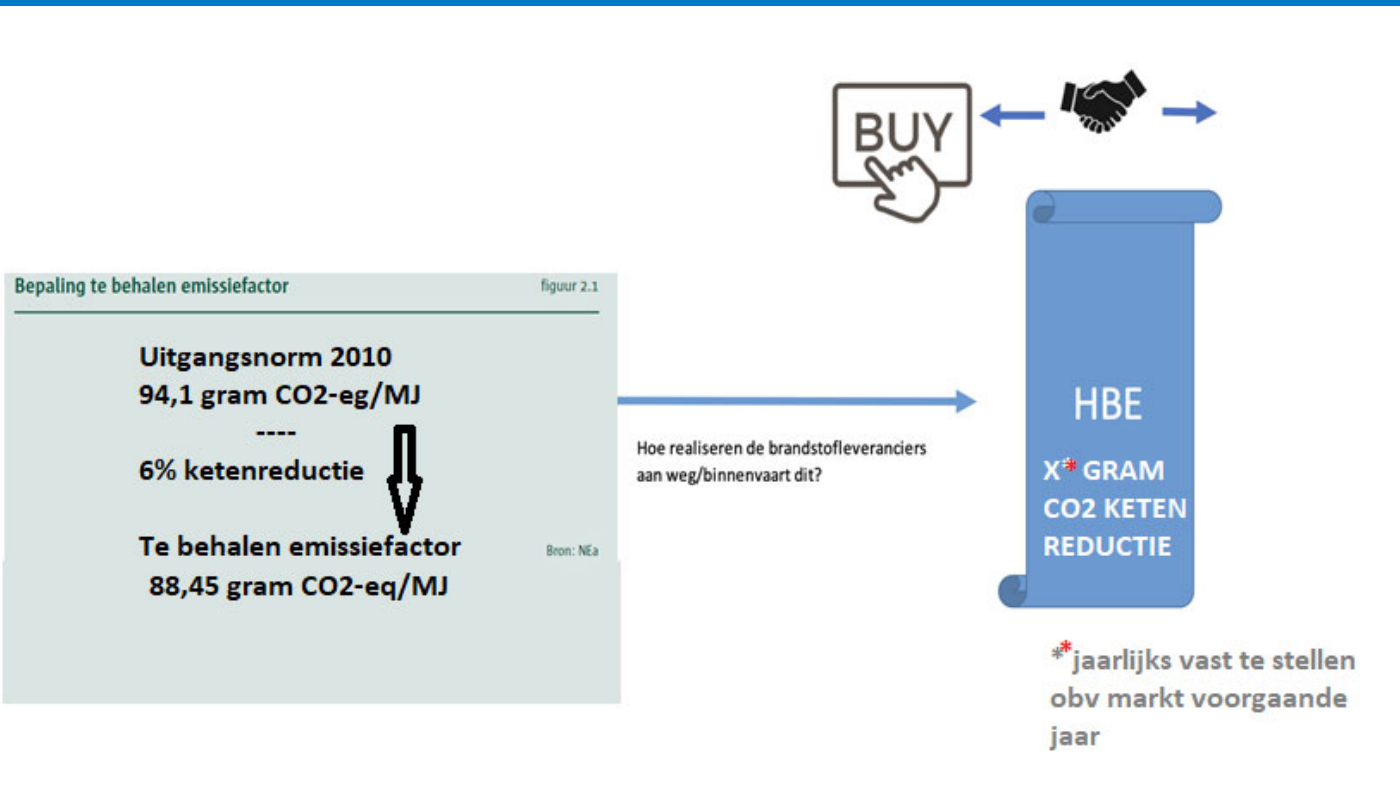 BUY
Bepaling te behalen emissiefactor
figuur 2.1
Uitgangsnorm 2010
94,1 gram CO2-eg/MJ
----
6% ketenreductie
Te behalen emissiefactor
88,45 gram CO2-eq/MJ
Bron: NEa
Hoe realiseren de brandstofleveranciers
aan weg/binnenvaart dit?
HBE
X* GRAM
CO2 KETEN
REDUCTIE
**jaarlijks vast te stellen
obv markt voorgaande
jaar